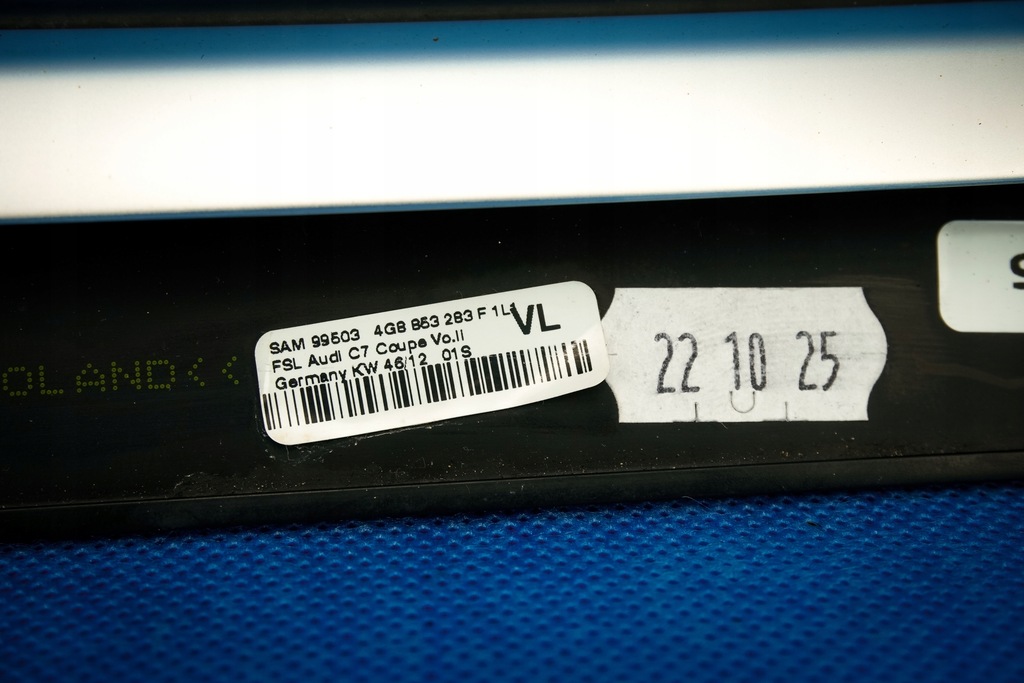 OLAND<<
SAM 99503 4G8 853 283 F 1L1
VL
FSL Audi C7 Coupe Vo.li
Germany KW 46/12 01S
22 10 25